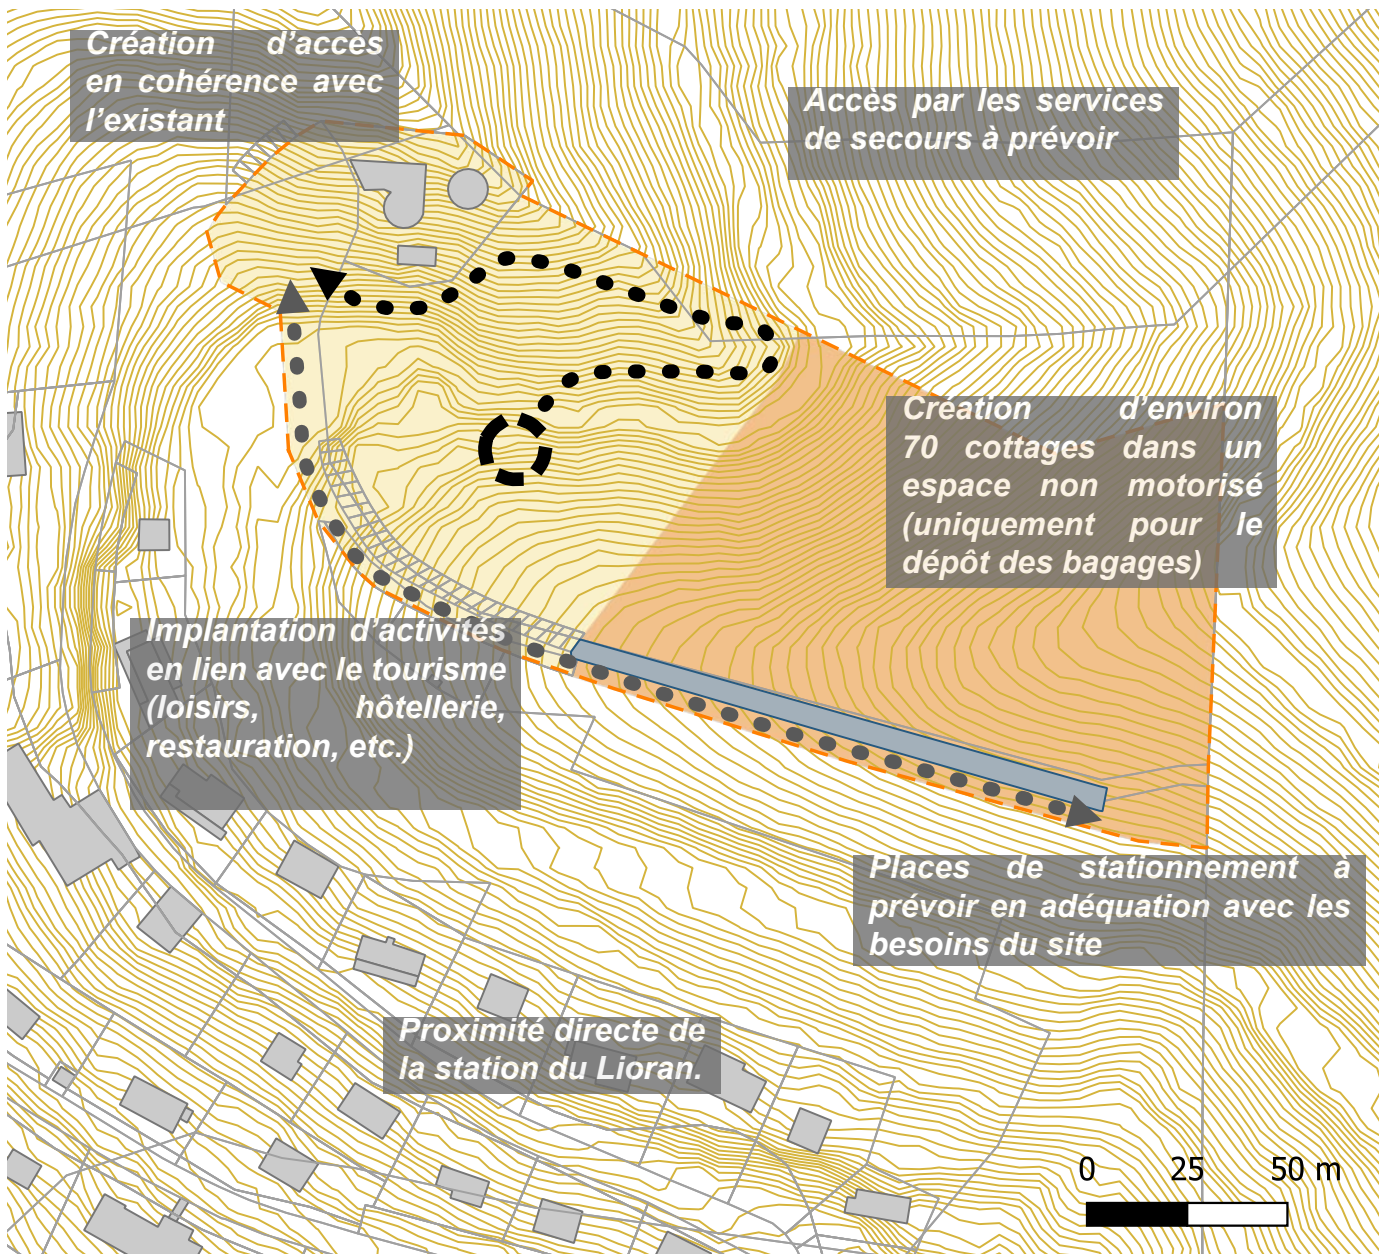 Création d’accès
en cohérence avec
l’existant
Accès par les services
de secours à prévoir
Création d’environ
70 cottages dans un
espace non motorisé
(uniquement pour le
dépôt des bagages)
Implantation d’activités
en lien avec le tourisme
(loisirs, hôtellerie,
restauration, etc.)
Places de stationnement à
prévoir en adéquation avec les
besoins du site
Proximité directe de
la station du Lioran.
0 25 50 m